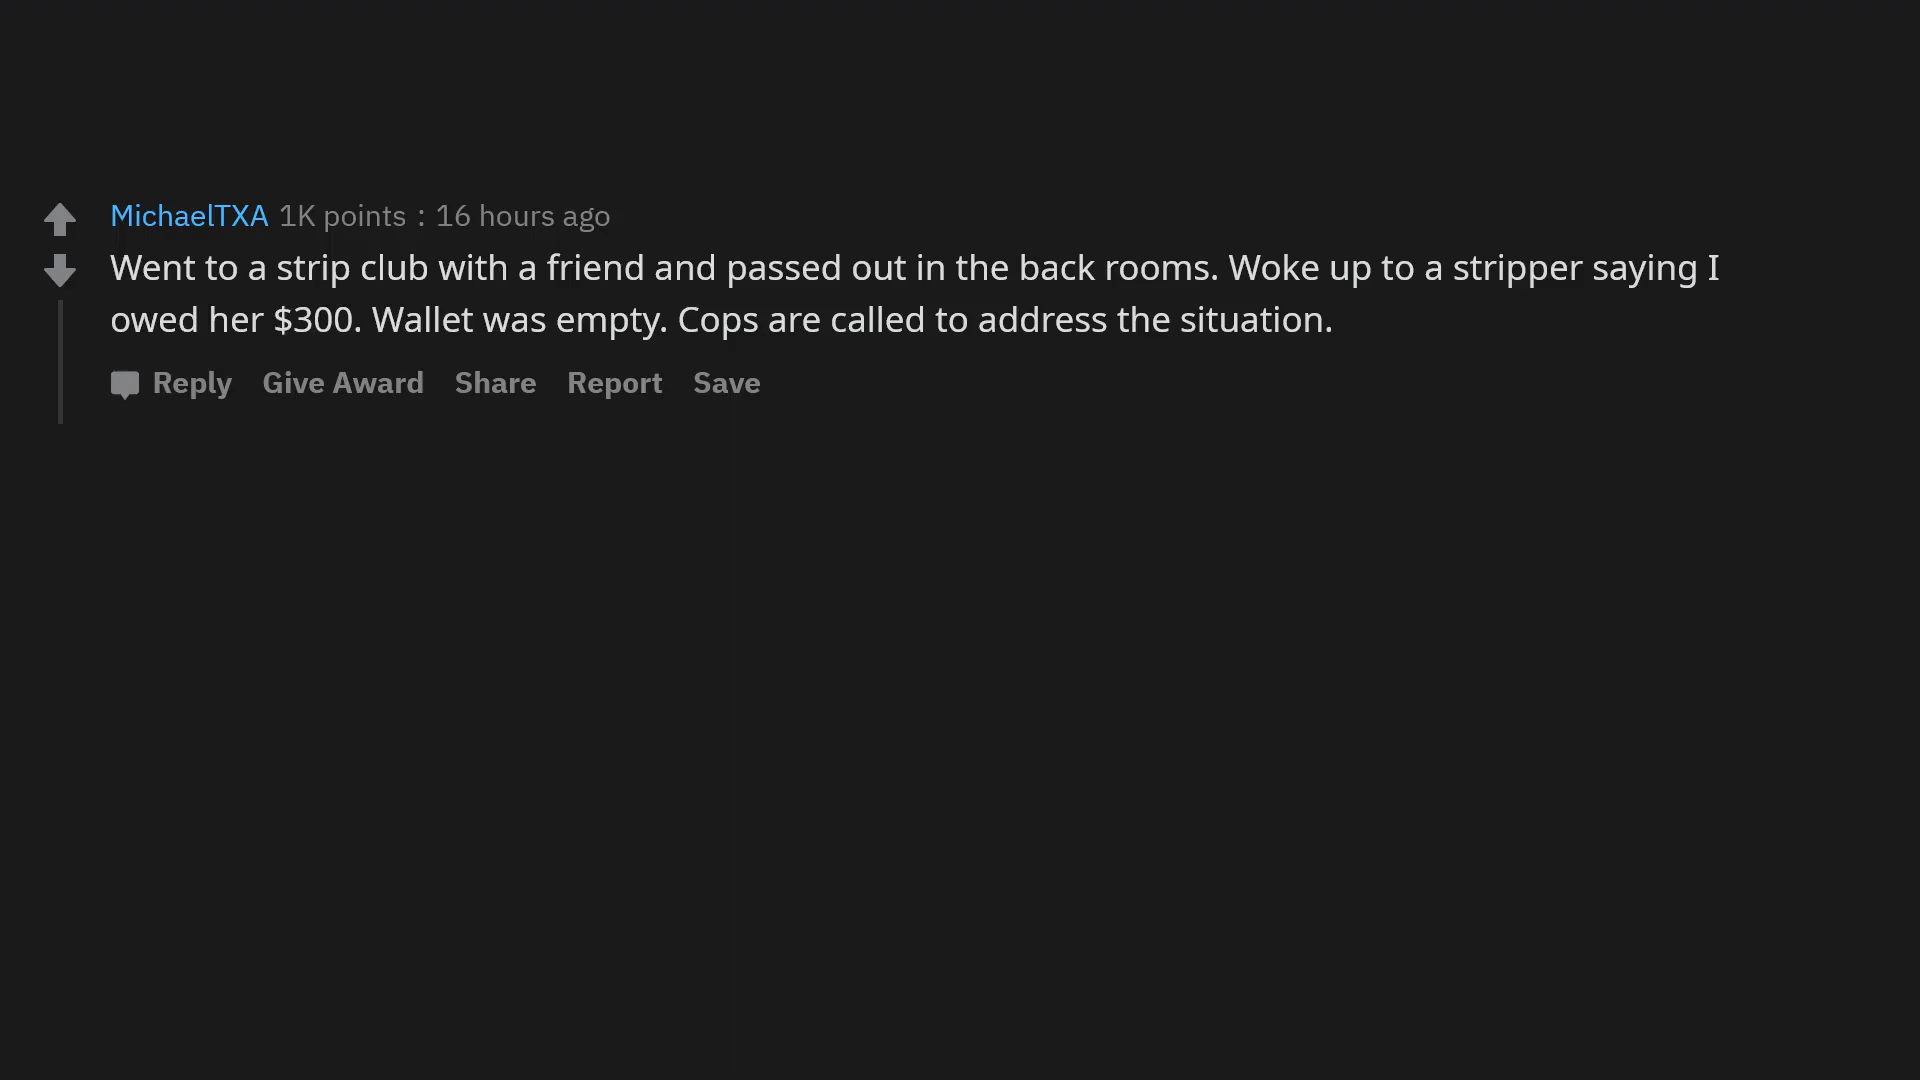 MichaelTXA 1K points : 16 hours ago
Went to a strip club with a friend and passed out in the back rooms. Woke up to a stripper saying I
owed her $300. Wallet was empty. Cops are called to address the situation.
Reply Give Award Share Report Save